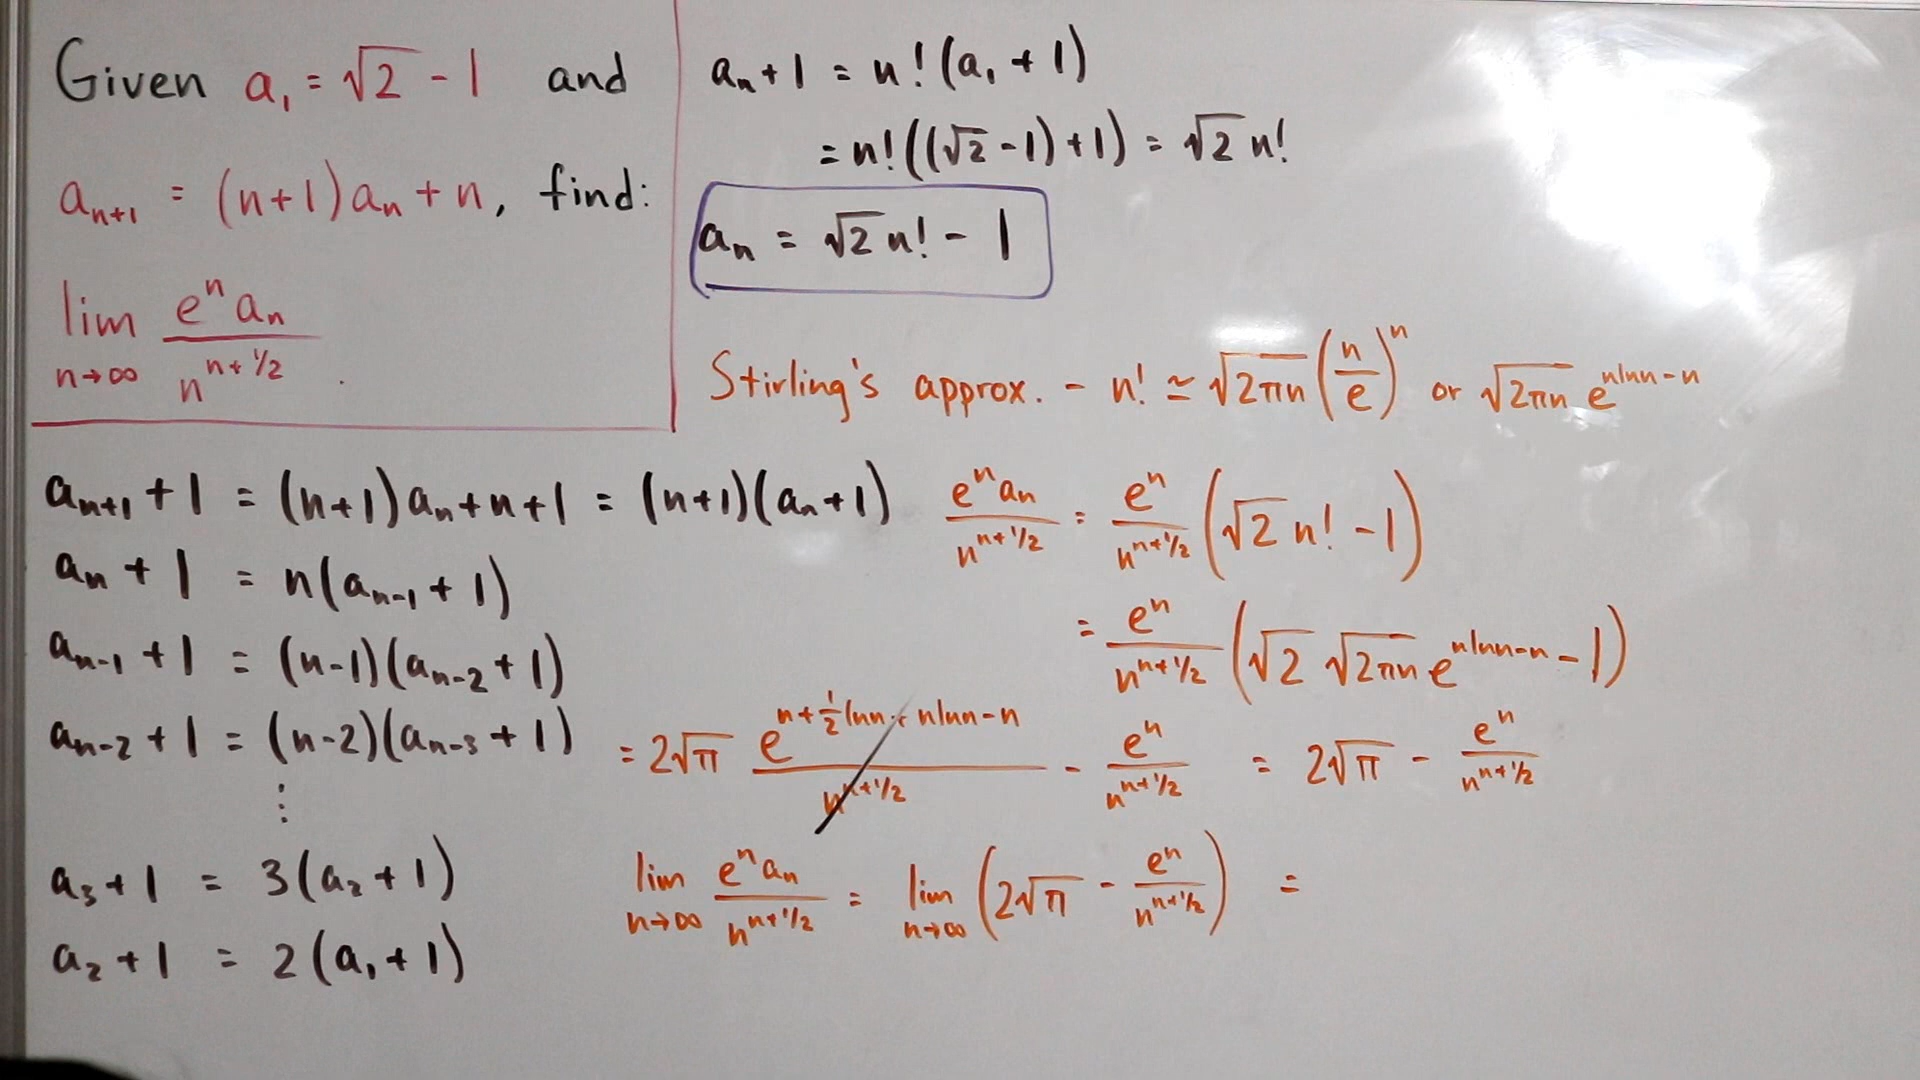 Given a₁ = √2 - 1 and
aₙ₊₁ = (n+1)aₙ + n, find:
lim n→∞ eⁿaₙ / n^(n+1/2) .
aₙ₊₁ + 1 = (n+1)aₙ + n + 1 = (n+1)(aₙ+1)
aₙ + 1 = n(aₙ₋₁ + 1)
aₙ₋₁ + 1 = (n-1)(aₙ₋₂ + 1)
aₙ₋₂ + 1 = (n-2)(aₙ₋₃ + 1)
⋮
a₃ + 1 = 3(a₂ + 1)
a₂ + 1 = 2(a₁ + 1)
aₙ + 1 = n!(a₁ + 1)
= n!((√2 - 1) + 1) = √2 n!
aₙ = √2 n! - 1
Stirling's approx. - n! ≃ √(2πn) (n/e)ⁿ or √(2πn) e^(n ln n - n)
eⁿaₙ / n^(n+1/2) = eⁿ / n^(n+1/2) (√2 n! - 1)
= eⁿ / n^(n+1/2) (√2 √(2πn) e^(n ln n - n) - 1)
= 2√π e^(n + 1/2 ln n + n ln n - n) / n^(n+1/2) - eⁿ / n^(n+1/2) = 2√π - eⁿ / n^(n+1/2)
lim n→∞ eⁿaₙ / n^(n+1/2) = lim n→∞ (2√π - eⁿ / n^(n+1/2)) =